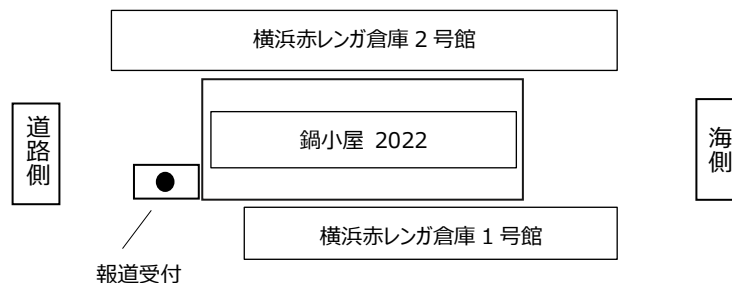 横浜赤レンガ倉庫 2 号館
道路側
鍋小屋 2022
海側
横浜赤レンガ倉庫 1 号館
報道受付